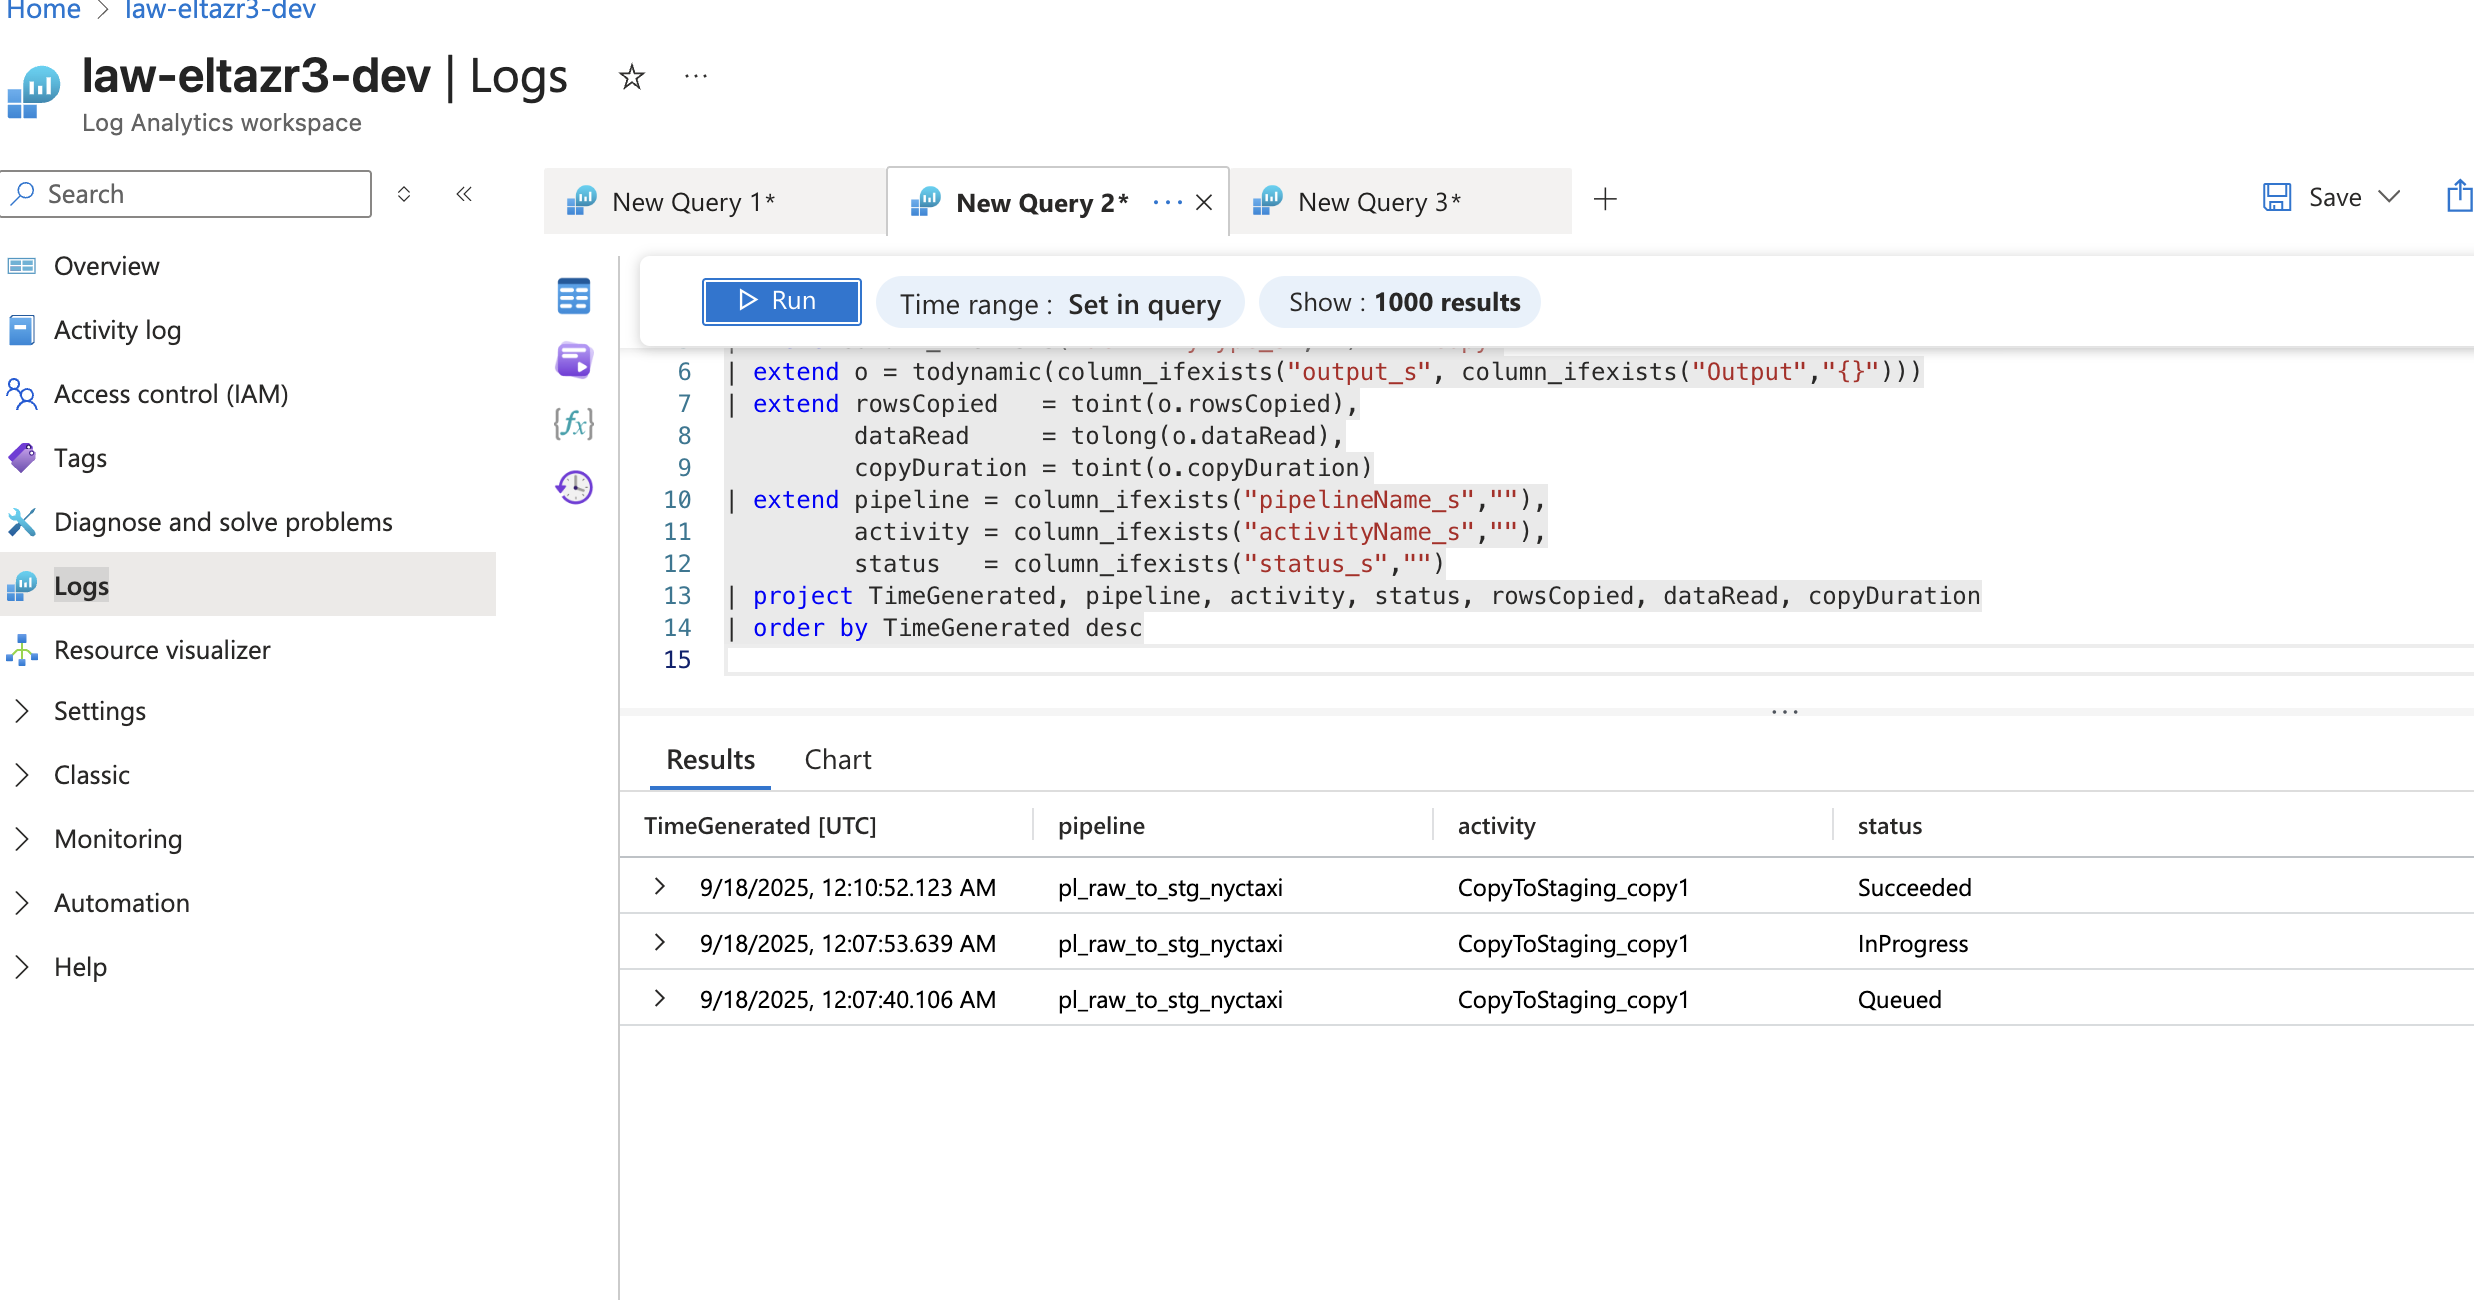 Home > law-eltazr3-dev
law-eltazr3-dev | Logs
Log Analytics workspace
Search
Overview
Activity log
Access control (IAM)
Tags
Diagnose and solve problems
Logs
Resource visualizer
Settings
Classic
Monitoring
Automation
Help
New Query 1*
New Query 2*
New Query 3*
Save
Run
Time range : Set in query
Show : 1000 results
6 | extend o = todynamic(column_ifexists("output_s", column_ifexists("Output","{}")))
7 | extend rowsCopied = toint(o.rowsCopied),
8 dataRead = tolong(o.dataRead),
9 copyDuration = toint(o.copyDuration)
10 | extend pipeline = column_ifexists("pipelineName_s",""),
11 activity = column_ifexists("activityName_s",""),
12 status = column_ifexists("status_s","")
13 | project TimeGenerated, pipeline, activity, status, rowsCopied, dataRead, copyDuration
14 | order by TimeGenerated desc
15
Results Chart
TimeGenerated [UTC] pipeline activity status
9/18/2025, 12:10:52.123 AM pl_raw_to_stg_nyctaxi CopyToStaging_copy1 Succeeded
9/18/2025, 12:07:53.639 AM pl_raw_to_stg_nyctaxi CopyToStaging_copy1 InProgress
9/18/2025, 12:07:40.106 AM pl_raw_to_stg_nyctaxi CopyToStaging_copy1 Queued